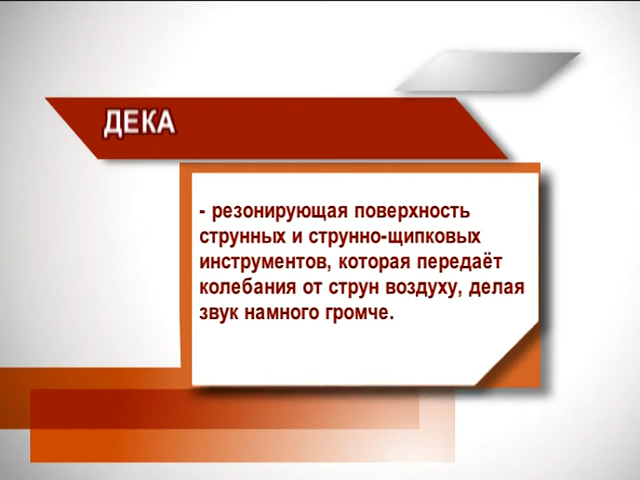 ДЕКА
- резонирующая поверхность
струнных и струнно-щипковых
инструментов, которая передаёт
колебания от струн воздуху, делая
звук намного громче.